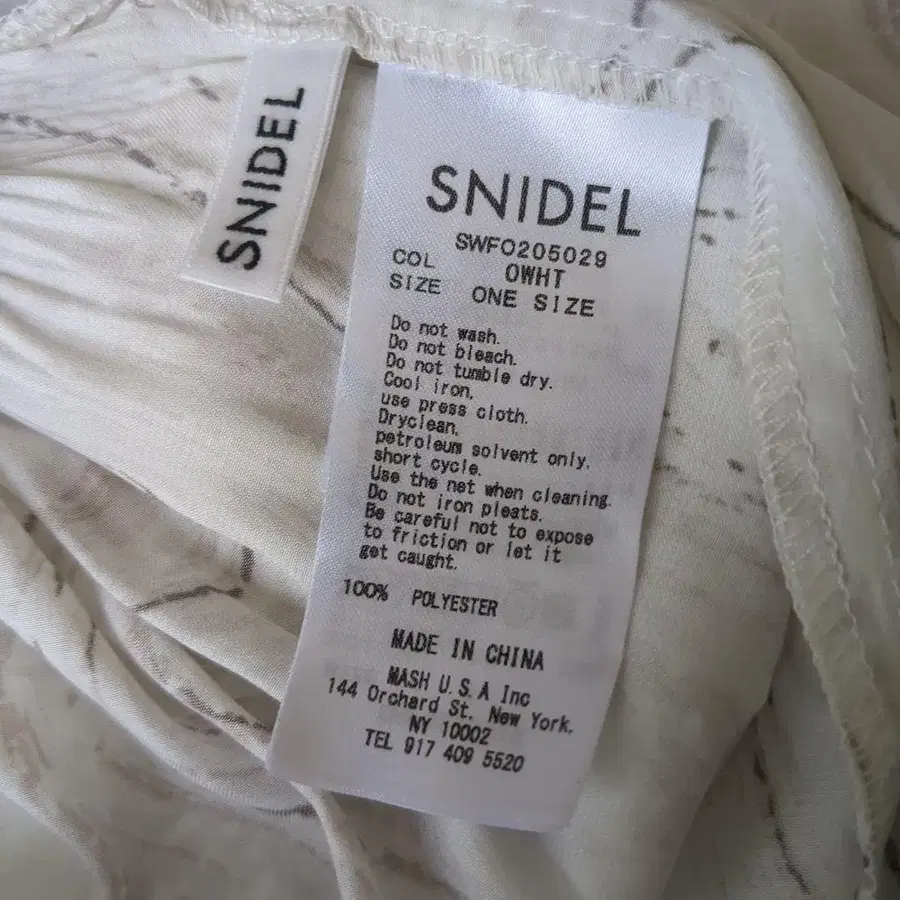 SNIDEL
SNIDEL
SWFO205029
COL OWHT
SIZE ONE SIZE
Do not wash.
Do not bleach.
Do not tumble dry.
Cool iron,
use press cloth.
Dryclean,
petroleum solvent only,
short cycle.
Use the net when cleaning.
Do not iron pleats.
Be careful not to expose
to friction or let it
get caught.
100% POLYESTER
MADE IN CHINA
MASH U.S.A Inc
144 Orchard St. New York,
NY 10002
TEL 917 409 5520